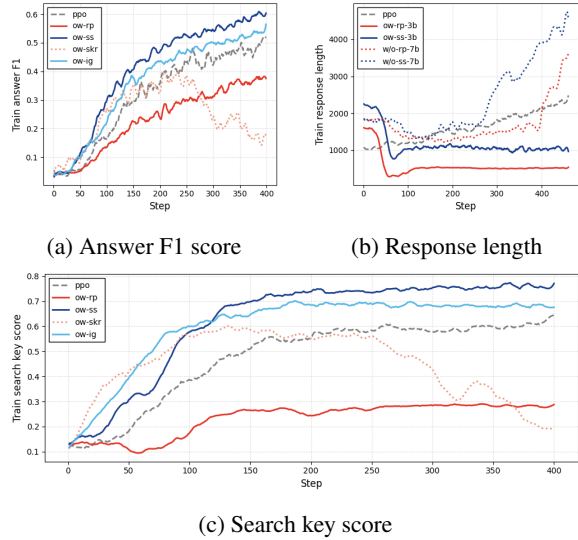 ppo
ow-rp
ow-ss
ow-skr
ow-ig
Train answer F1
0.6
0.5
0.4
0.3
0.2
0.1
0 50 100 150 200 250 300 350 400
Step
(a) Answer F1 score
ppo
ow-rp-3b
ow-ss-3b
w/o-rp-7b
w/o-ss-7b
Train response length
4000
3000
2000
1000
0 100 200 300 400
Step
(b) Response length
ppo
ow-rp
ow-ss
ow-skr
ow-ig
Train search key score
0.8
0.7
0.6
0.5
0.4
0.3
0.2
0.1
0 50 100 150 200 250 300 350 400
Step
(c) Search key score